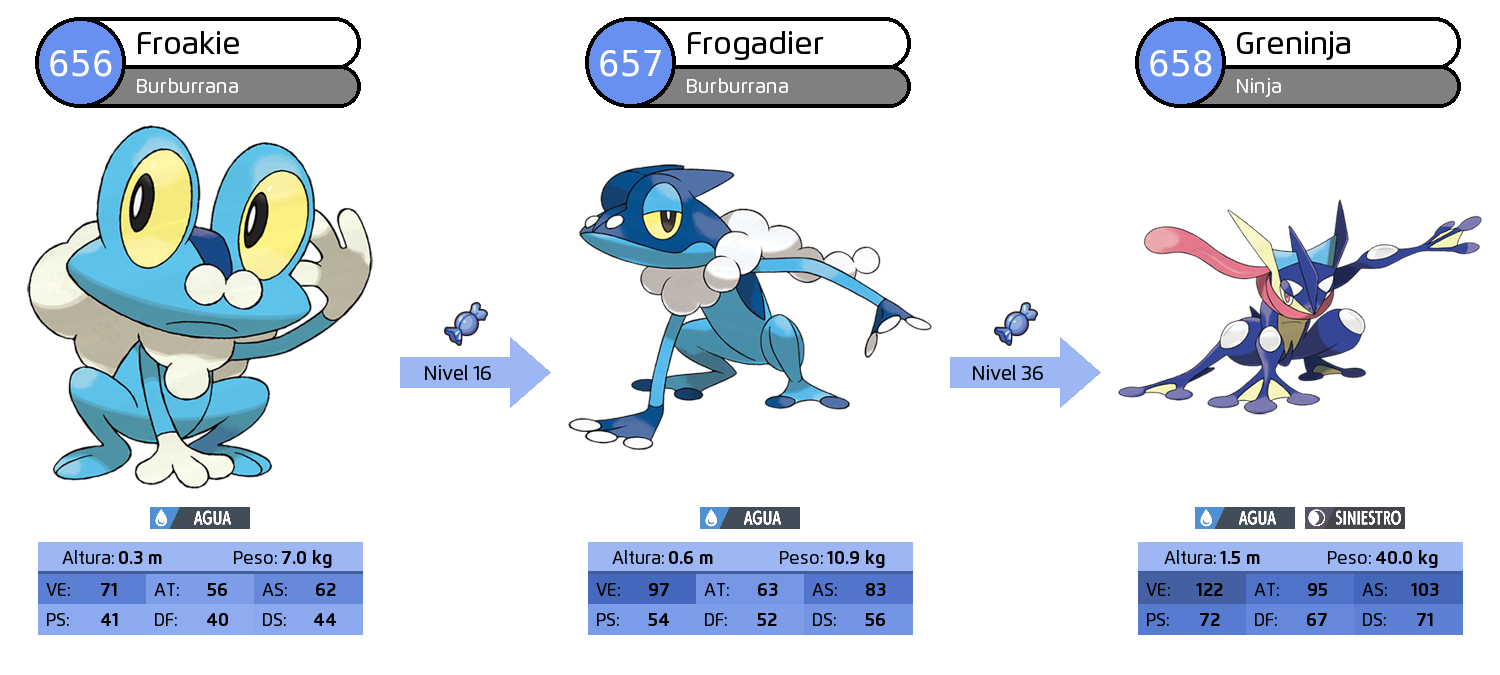 656 Froakie
Burburrana
657 Frogadier
Burburrana
658 Greninja
Ninja
Nivel 16
Nivel 36
AGUA
AGUA
AGUA SINIESTRO
Altura: 0.3 m Peso: 7.0 kg
VE: 71 AT: 56 AS: 62
PS: 41 DF: 40 DS: 44
Altura: 0.6 m Peso: 10.9 kg
VE: 97 AT: 63 AS: 83
PS: 54 DF: 52 DS: 56
Altura: 1.5 m Peso: 40.0 kg
VE: 122 AT: 95 AS: 103
PS: 72 DF: 67 DS: 71